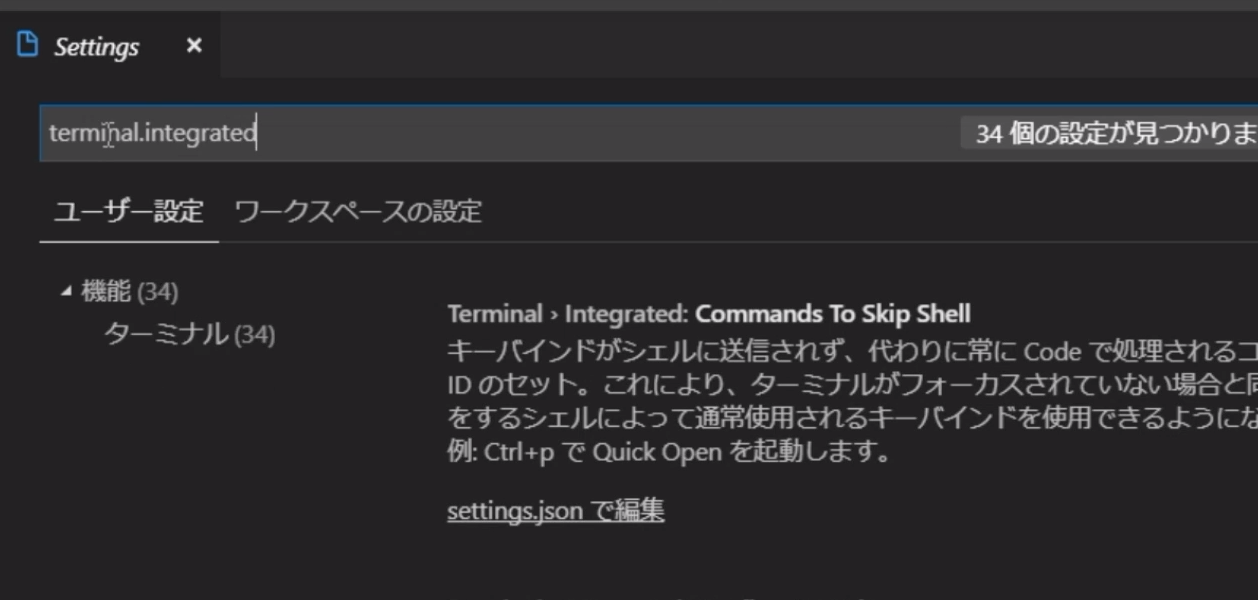 Settings
terminal.integrated
34 個の設定が見つかりま
ユーザー設定 ワークスペースの設定
機能 (34)
ターミナル (34)
Terminal › Integrated: Commands To Skip Shell
キーバインドがシェルに送信されず、代わりに常に Code で処理されるコ
ID のセット。これにより、ターミナルがフォーカスされていない場合と同
をするシェルによって通常使用されるキーバインドを使用できるようにな
例: Ctrl+p で Quick Open を起動します。
settings.json で編集